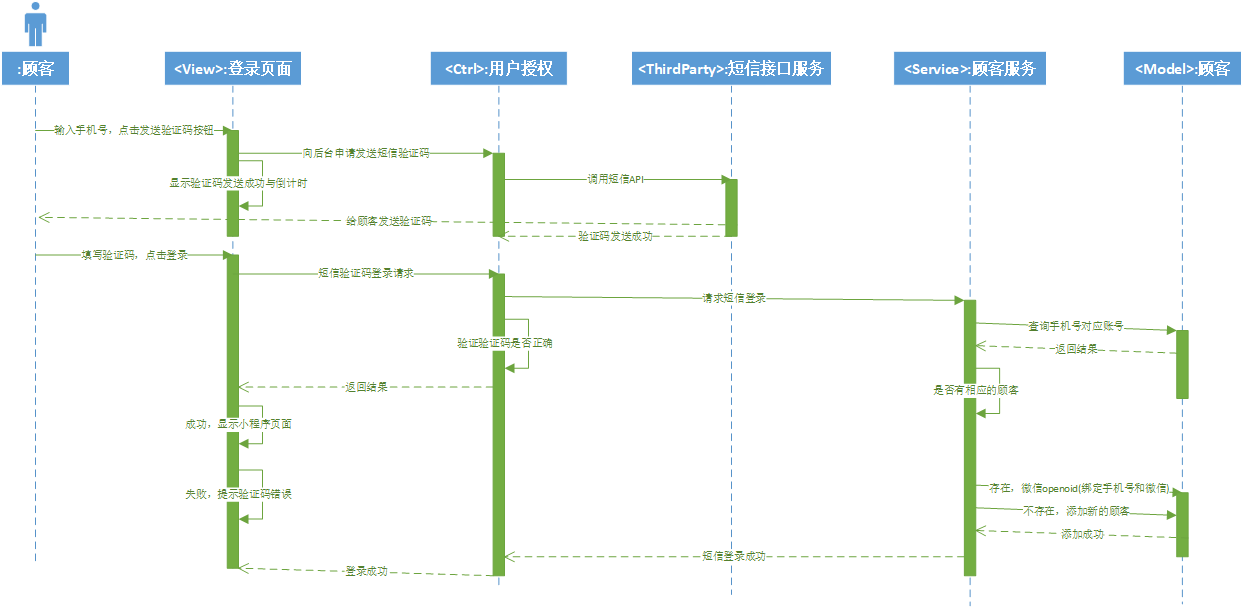 :顾客
<View>:登录页面
<Ctrl>:用户授权
<ThirdParty>:短信接口服务
<Service>:顾客服务
<Model>:顾客
输入手机号，点击发送验证码按钮
向后台申请发送短信验证码
调用短信API
显示验证码发送成功与倒计时
给顾客发送验证码
验证码发送成功
填写验证码，点击登录
短信验证码登录请求
请求短信登录
查询手机号对应账号
验证验证码是否正确
返回结果
返回结果
是否有相应的顾客
成功，显示小程序页面
失败，提示验证码错误
存在，微信openoid(绑定手机号和微信)
不存在，添加新的顾客
添加成功
短信登录成功
登录成功